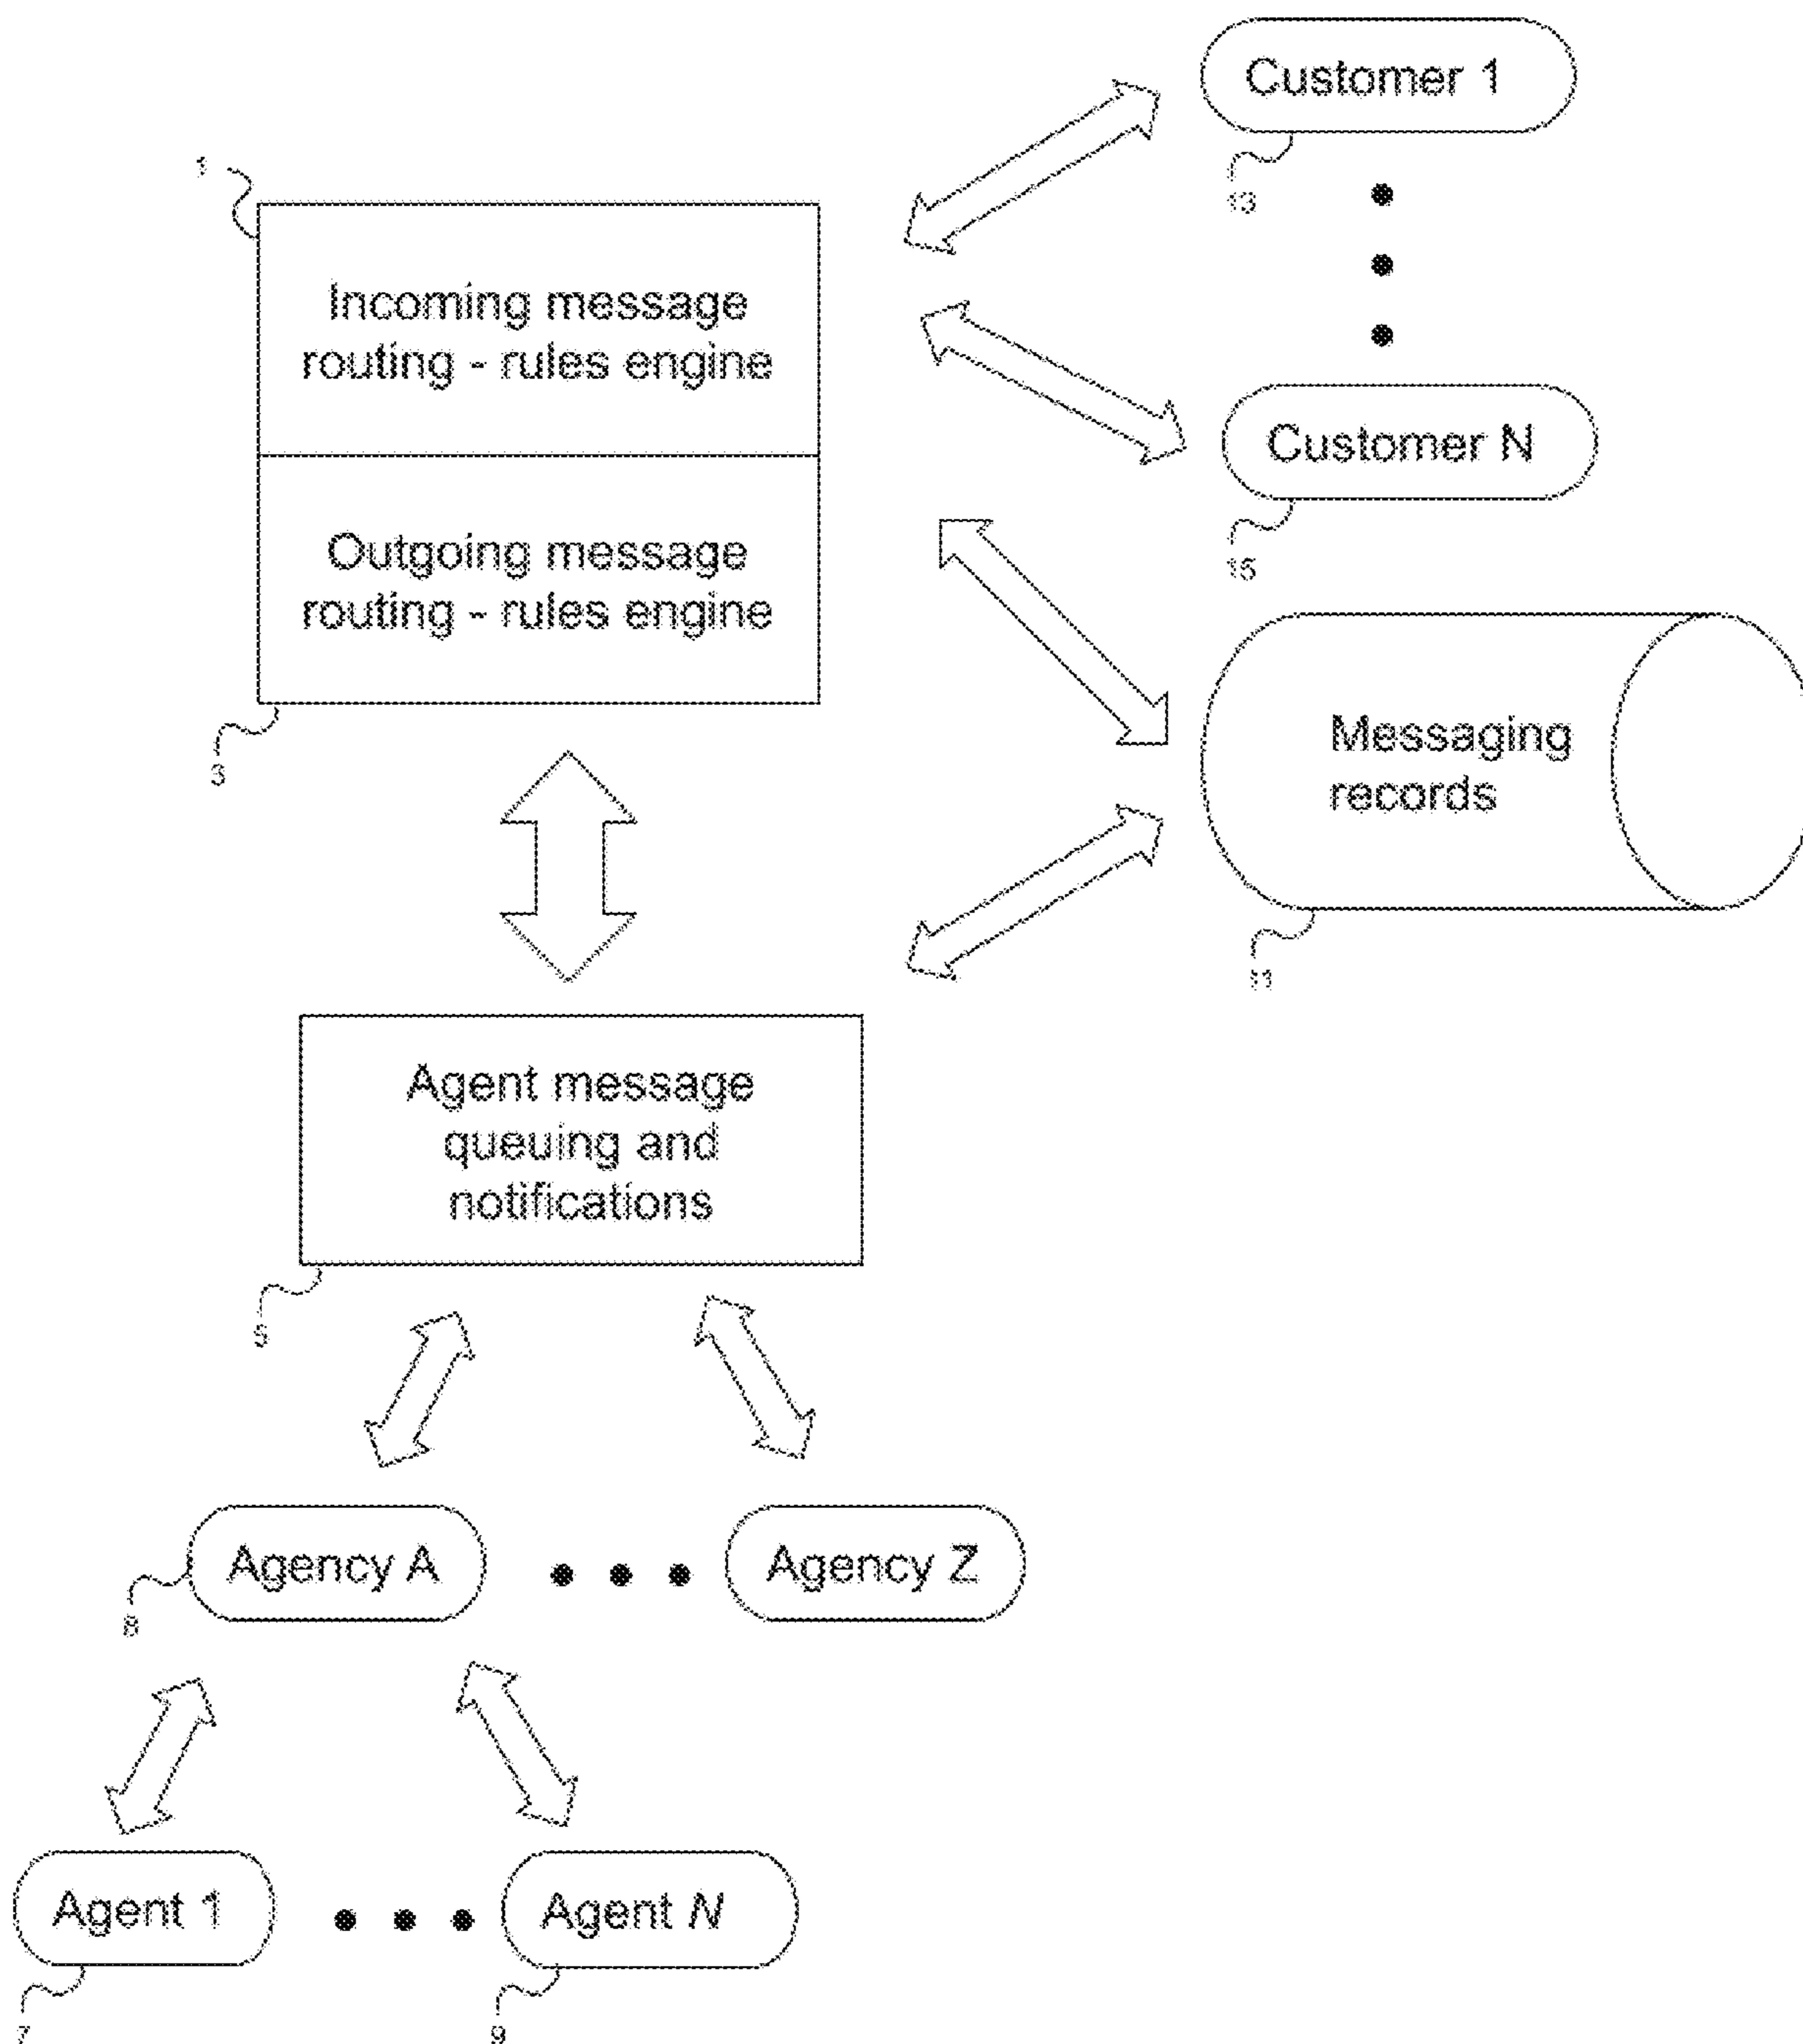 Customer 1
13
1
Incoming message
routing - rules engine
Customer N
15
Outgoing message
routing - rules engine
3
Messaging
records
11
Agent message
queuing and
notifications
5
Agency A
Agency Z
8
Agent 1
Agent N
7
9